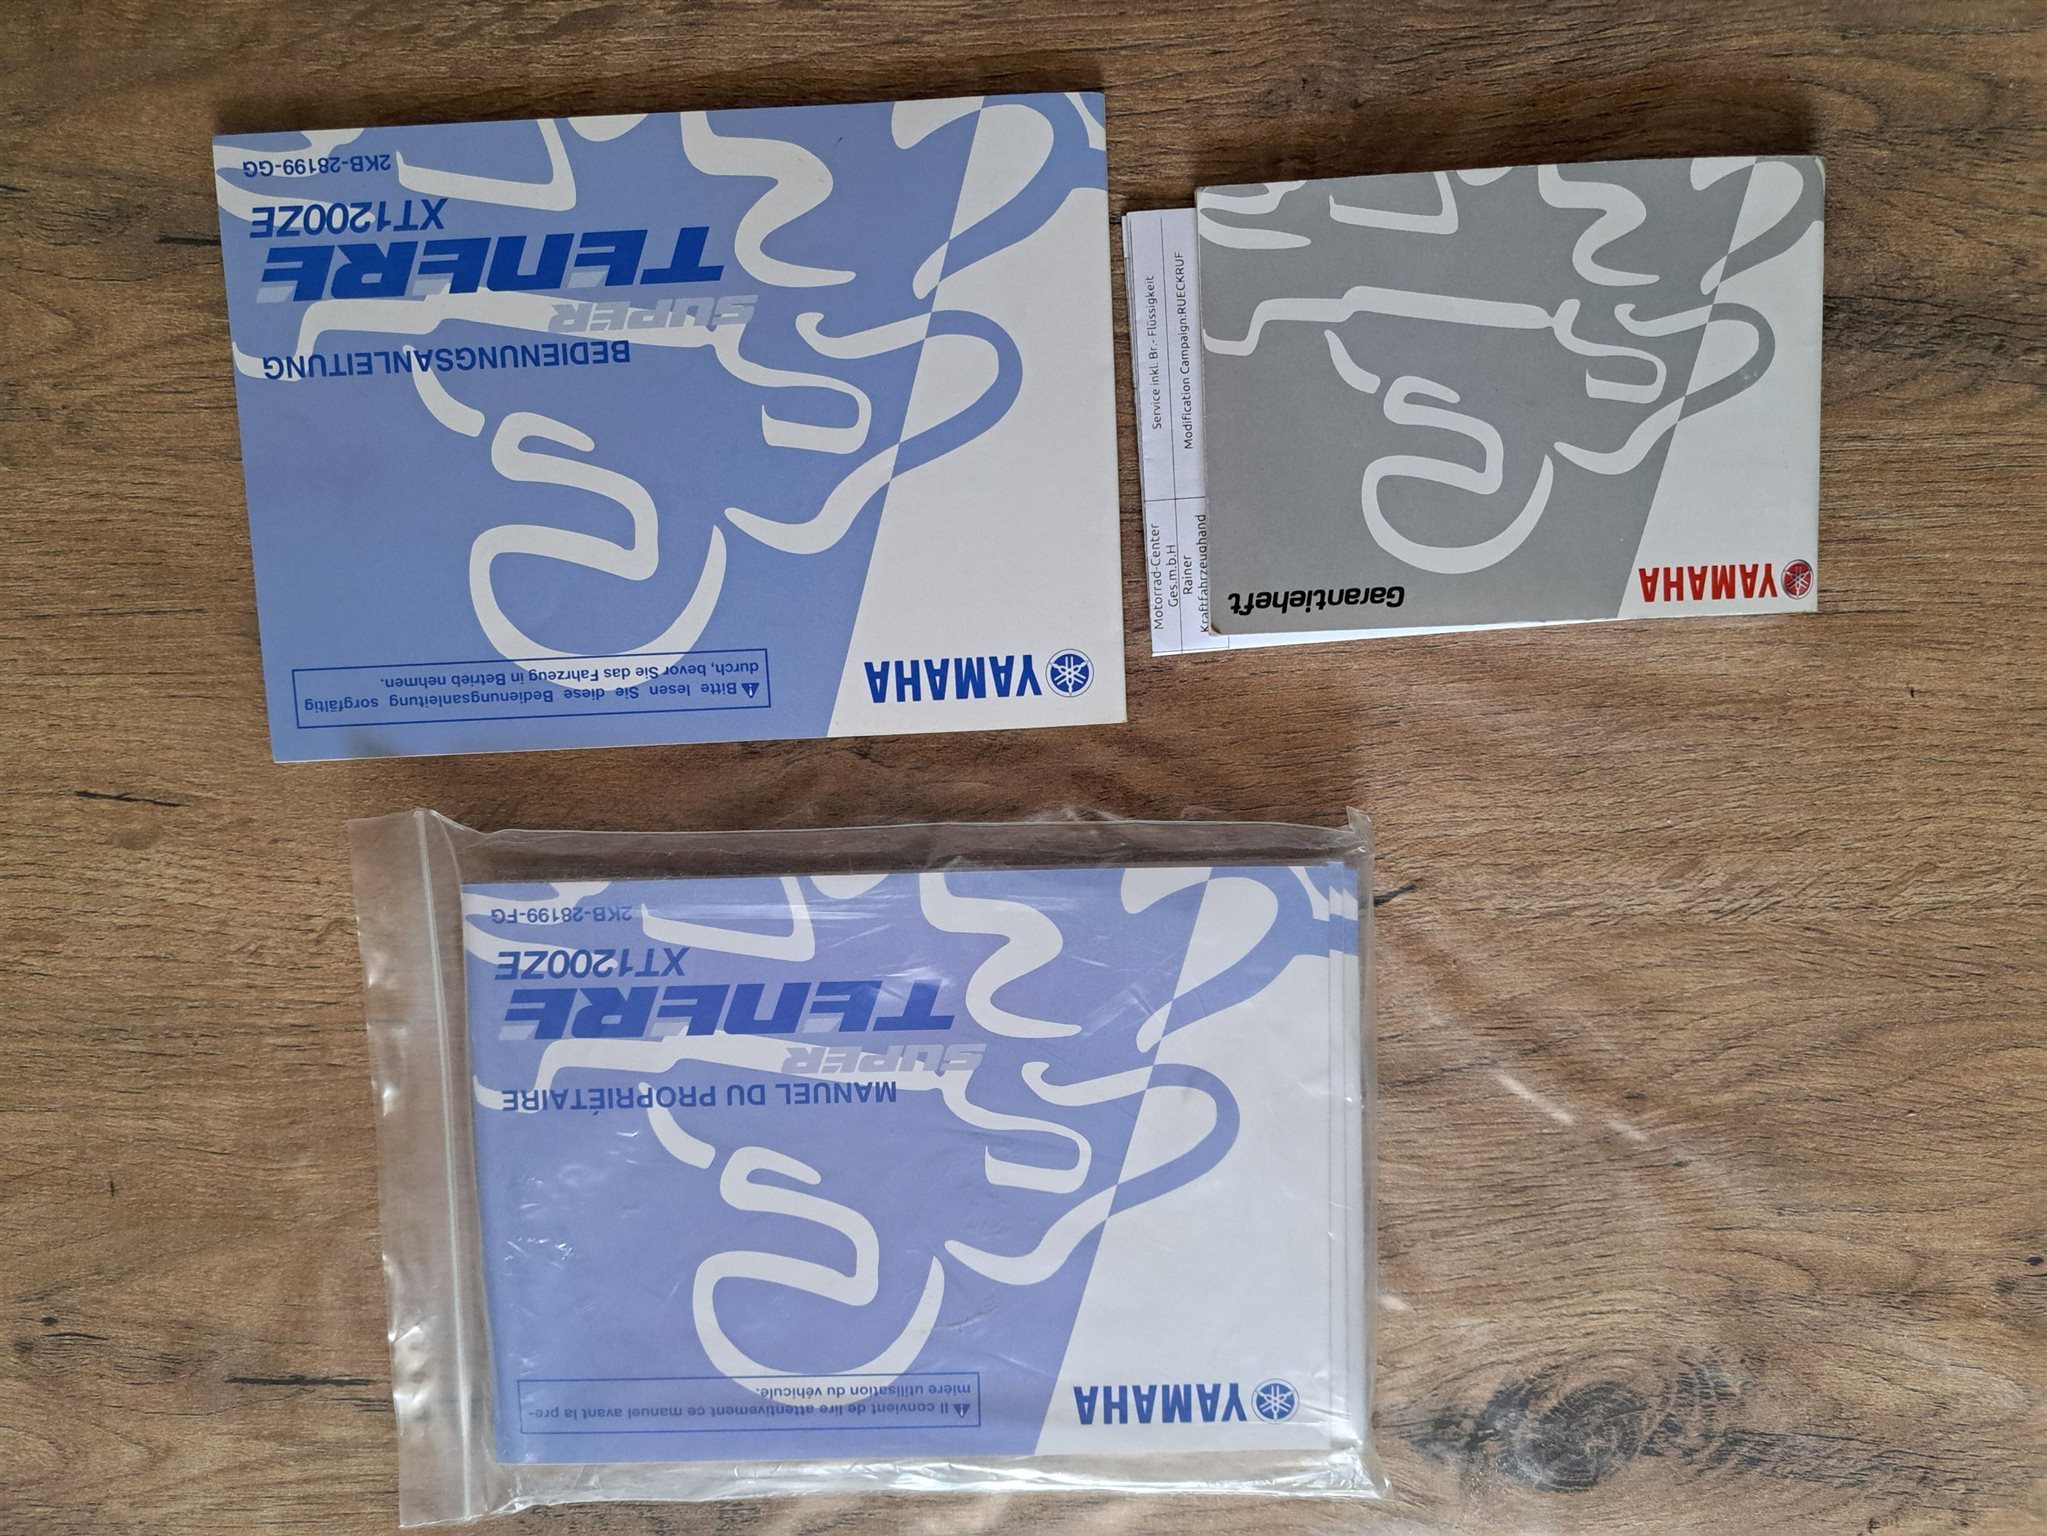 YAMAHA
⚠ Bitte lesen Sie diese Bedienungsanleitung sorgfältig
durch, bevor Sie das Fahrzeug in Betrieb nehmen.
BEDIENUNGSANLEITUNG
SUPER
TÉNÉRÉ
XT1200ZE
2KB-28199-GG
YAMAHA
Garantieheft
Motorrad-Center
Ges.m.b.H
Rainer
Kraftfahrzeughand
Service inkl. Br.- Flüssigkeit
Modification Campaign:RUECKRUF
YAMAHA
⚠ Il convient de lire attentivement ce manuel avant la pre-
mière utilisation du véhicule.
MANUEL DU PROPRIÉTAIRE
SUPER
TÉNÉRÉ
XT1200ZE
2KB-28199-FG